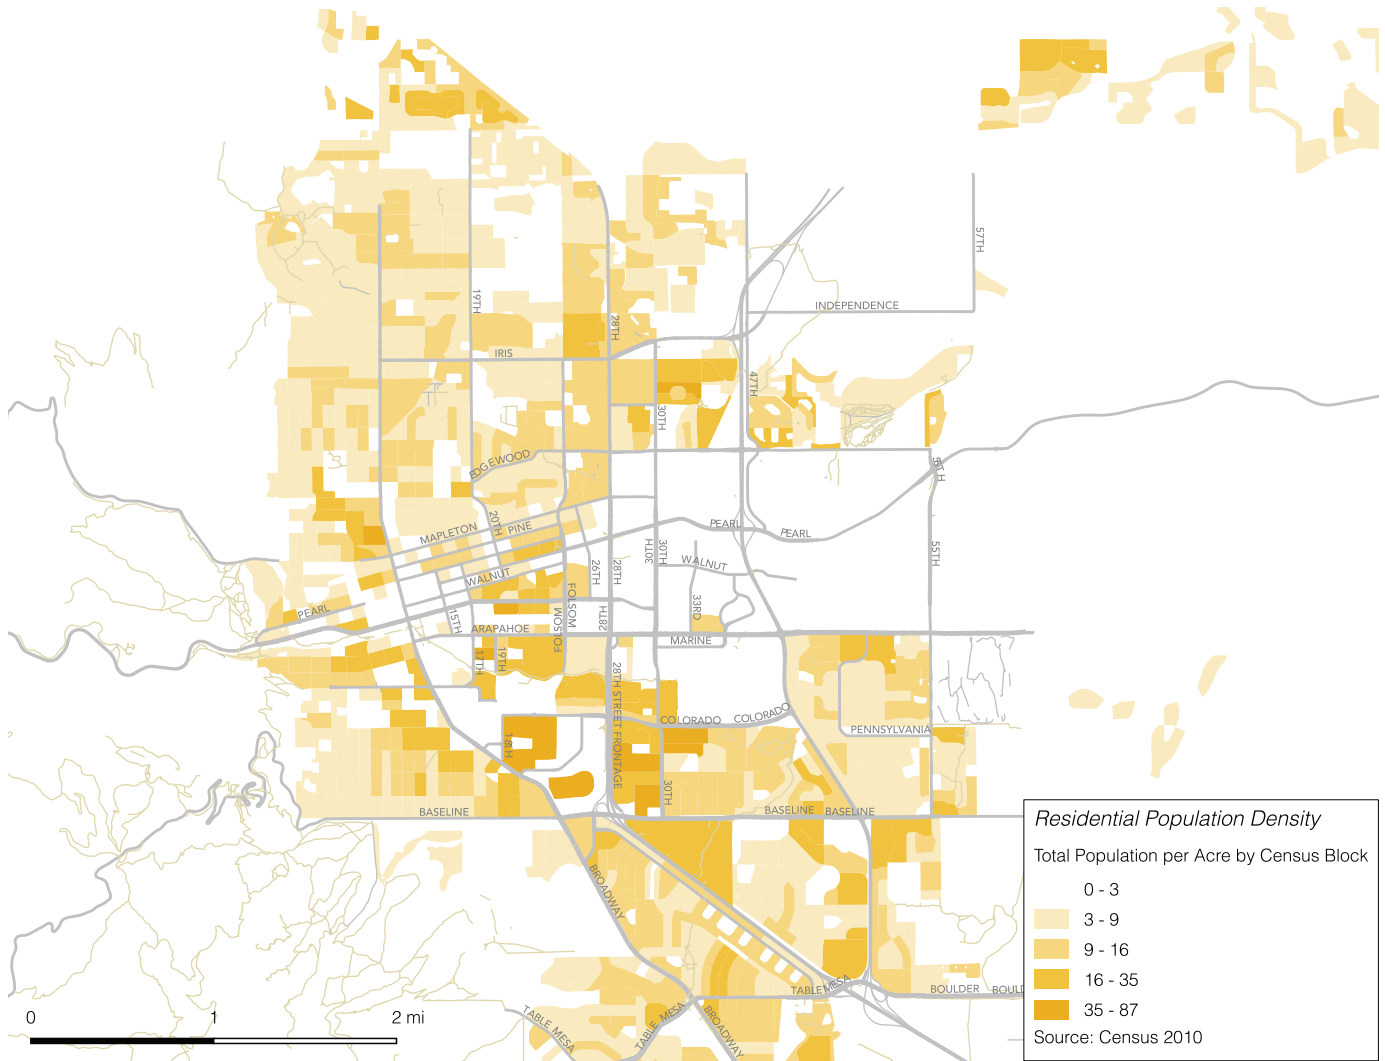 57TH
INDEPENDENCE
19TH
28TH
IRIS
47TH
30TH
EDGEWOOD
55TH
MAPLETON
20TH
PINE
PEARL
PEARL
55TH
30TH
30TH
WALNUT
WALNUT
26TH
28TH
FOLSOM
FOLSOM
28TH
33RD
PEARL
15TH
ARAPAHOE
MARINE
17TH
19TH
28TH STREET FRONTAGE
COLORADO
COLORADO
PENNSYLVANIA
18TH
30TH
BASELINE
BASELINE
BASELINE
BROADWAY
TABLE MESA
BOULDER
BOULD
TABLE MESA
TABLE MESA
BROADWAY
Residential Population Density
Total Population per Acre by Census Block
0 - 3
3 - 9
9 - 16
16 - 35
35 - 87
Source: Census 2010
0 1 2 mi